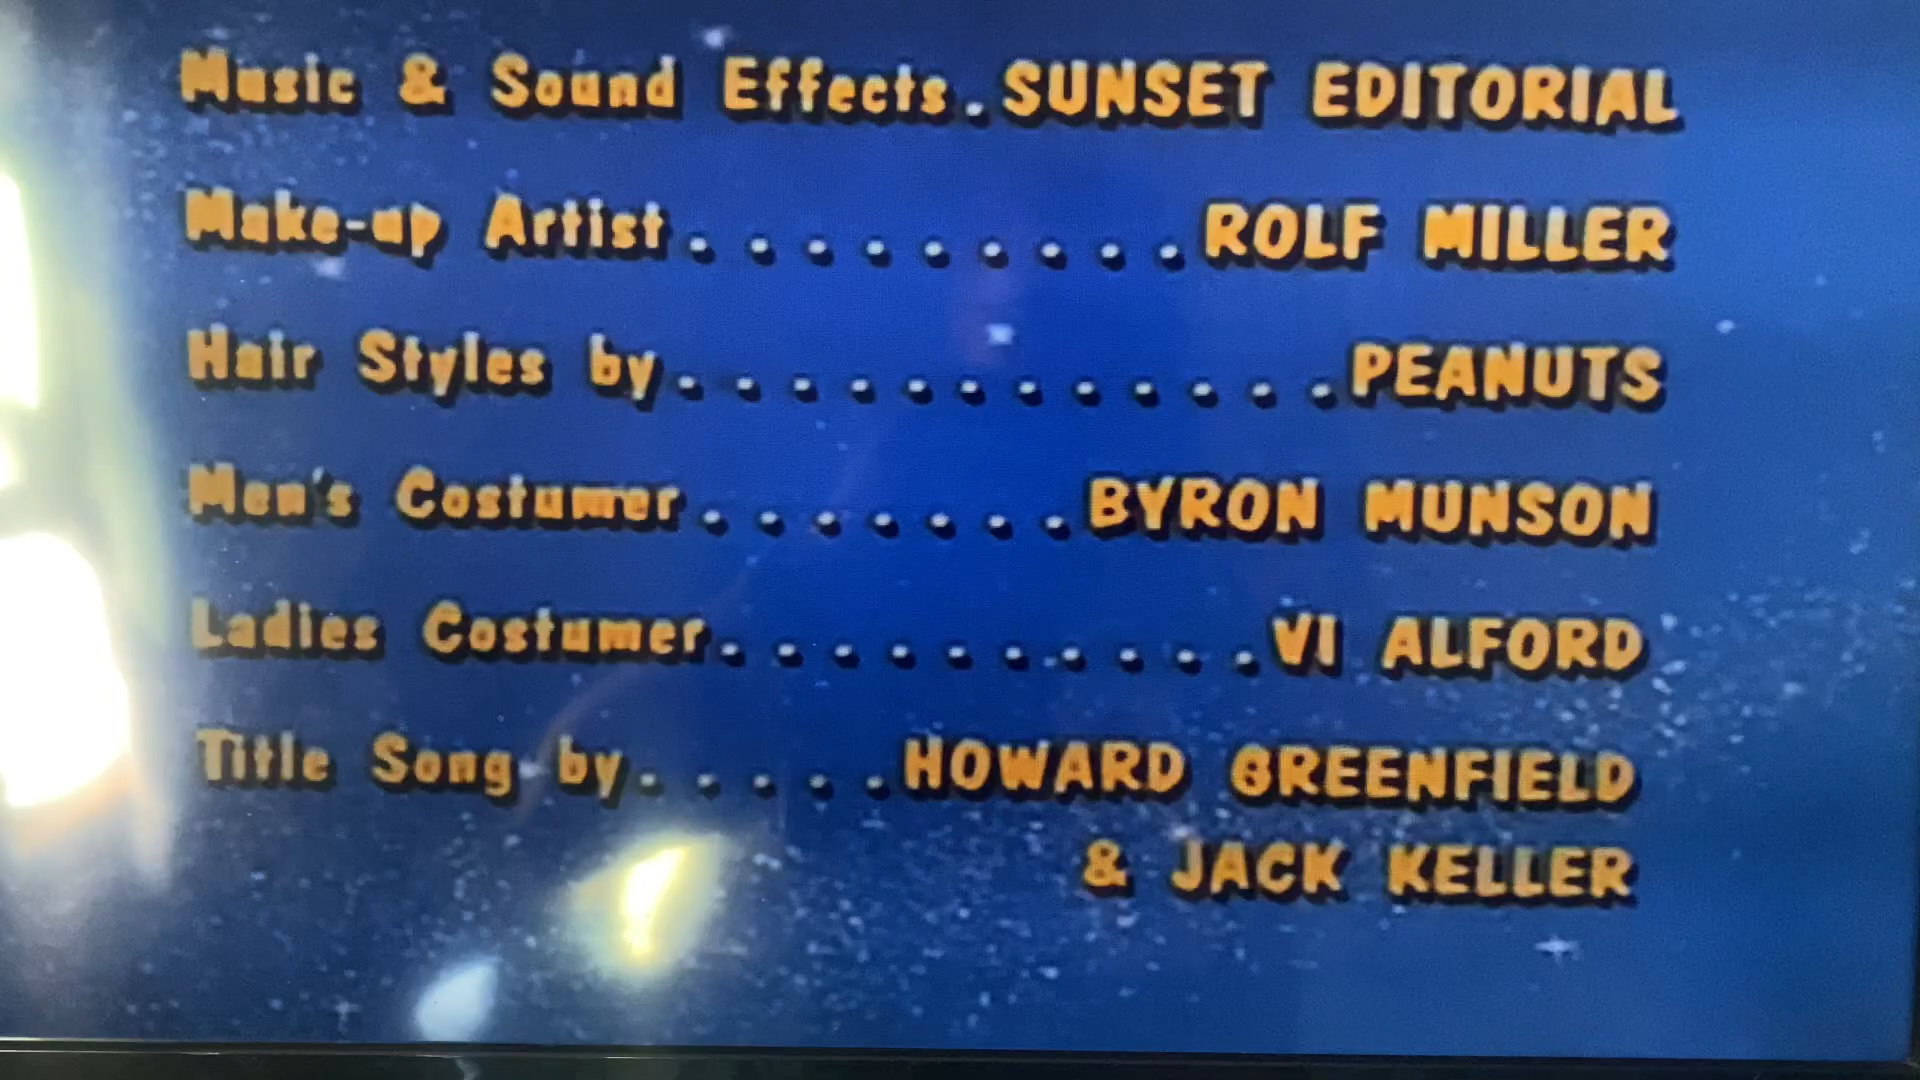 Music & Sound Effects.SUNSET EDITORIAL
Make-up Artist.........ROLF MILLER
Hair Styles by............PEANUTS
Men's Costumer.......BYRON MUNSON
Ladies Costumer..........VI ALFORD
Title Song by.....HOWARD GREENFIELD
& JACK KELLER